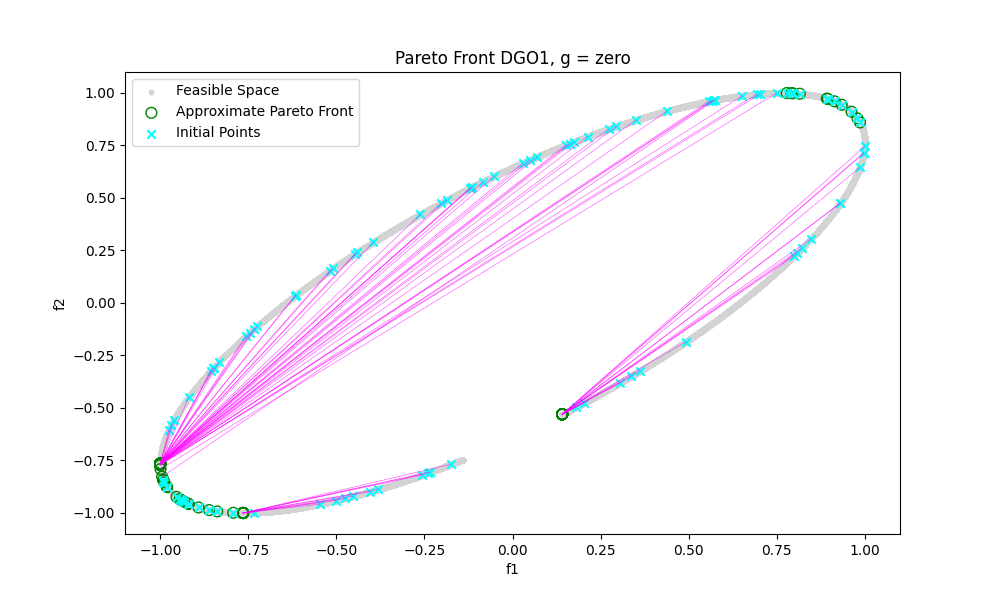 Pareto Front DGO1, g = zero
Feasible Space
Approximate Pareto Front
Initial Points
f2
1.00
0.75
0.50
0.25
0.00
−0.25
−0.50
−0.75
−1.00
−1.00 −0.75 −0.50 −0.25 0.00 0.25 0.50 0.75 1.00
f1